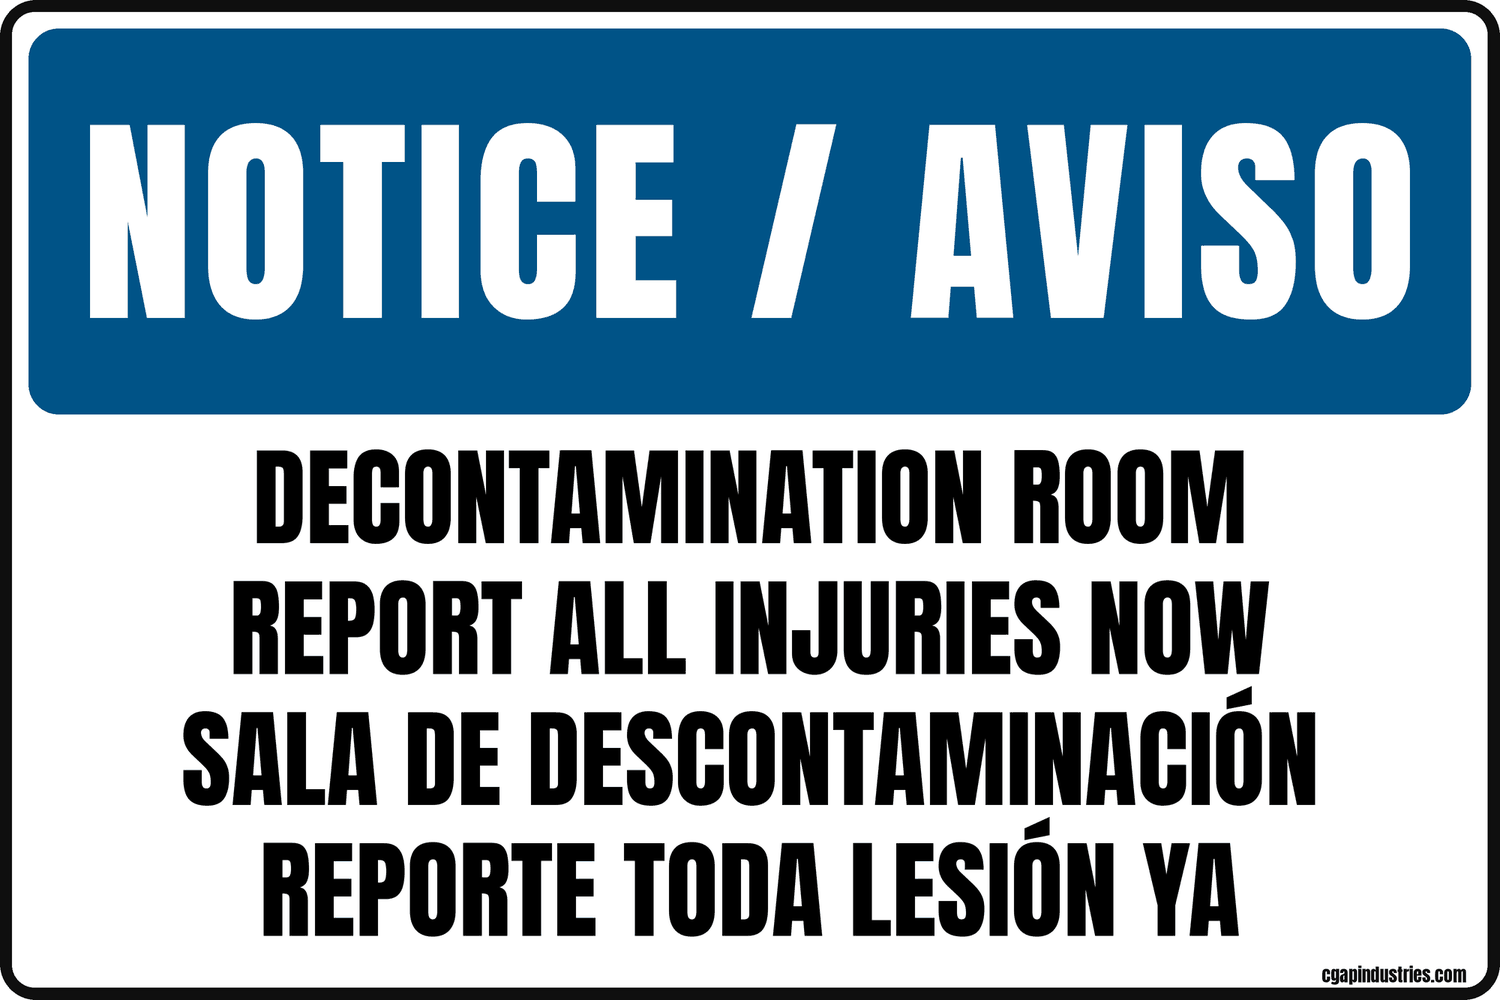 NOTICE / AVISO
DECONTAMINATION ROOM
REPORT ALL INJURIES NOW
SALA DE DESCONTAMINACIÓN
REPORTE TODA LESIÓN YA
cgapindustries.com